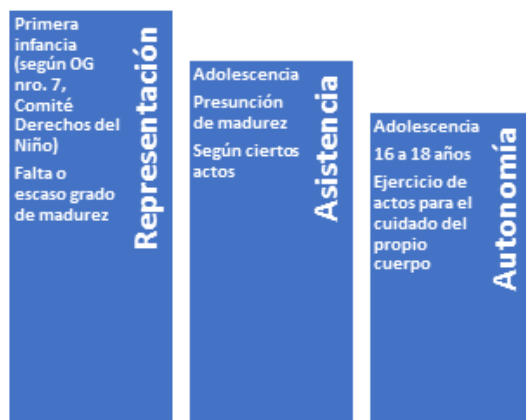 Primera
infancia
(según OG
nro. 7,
Comité
Derechos del
Niño)
Falta o
escaso grado
de madurez
Representación
Adolescencia
Presunción
de madurez
Según ciertos
actos
Asistencia
Adolescencia
16 a 18 años
Ejercicio de
actos para el
cuidado del
propio
cuerpo
Autonomía